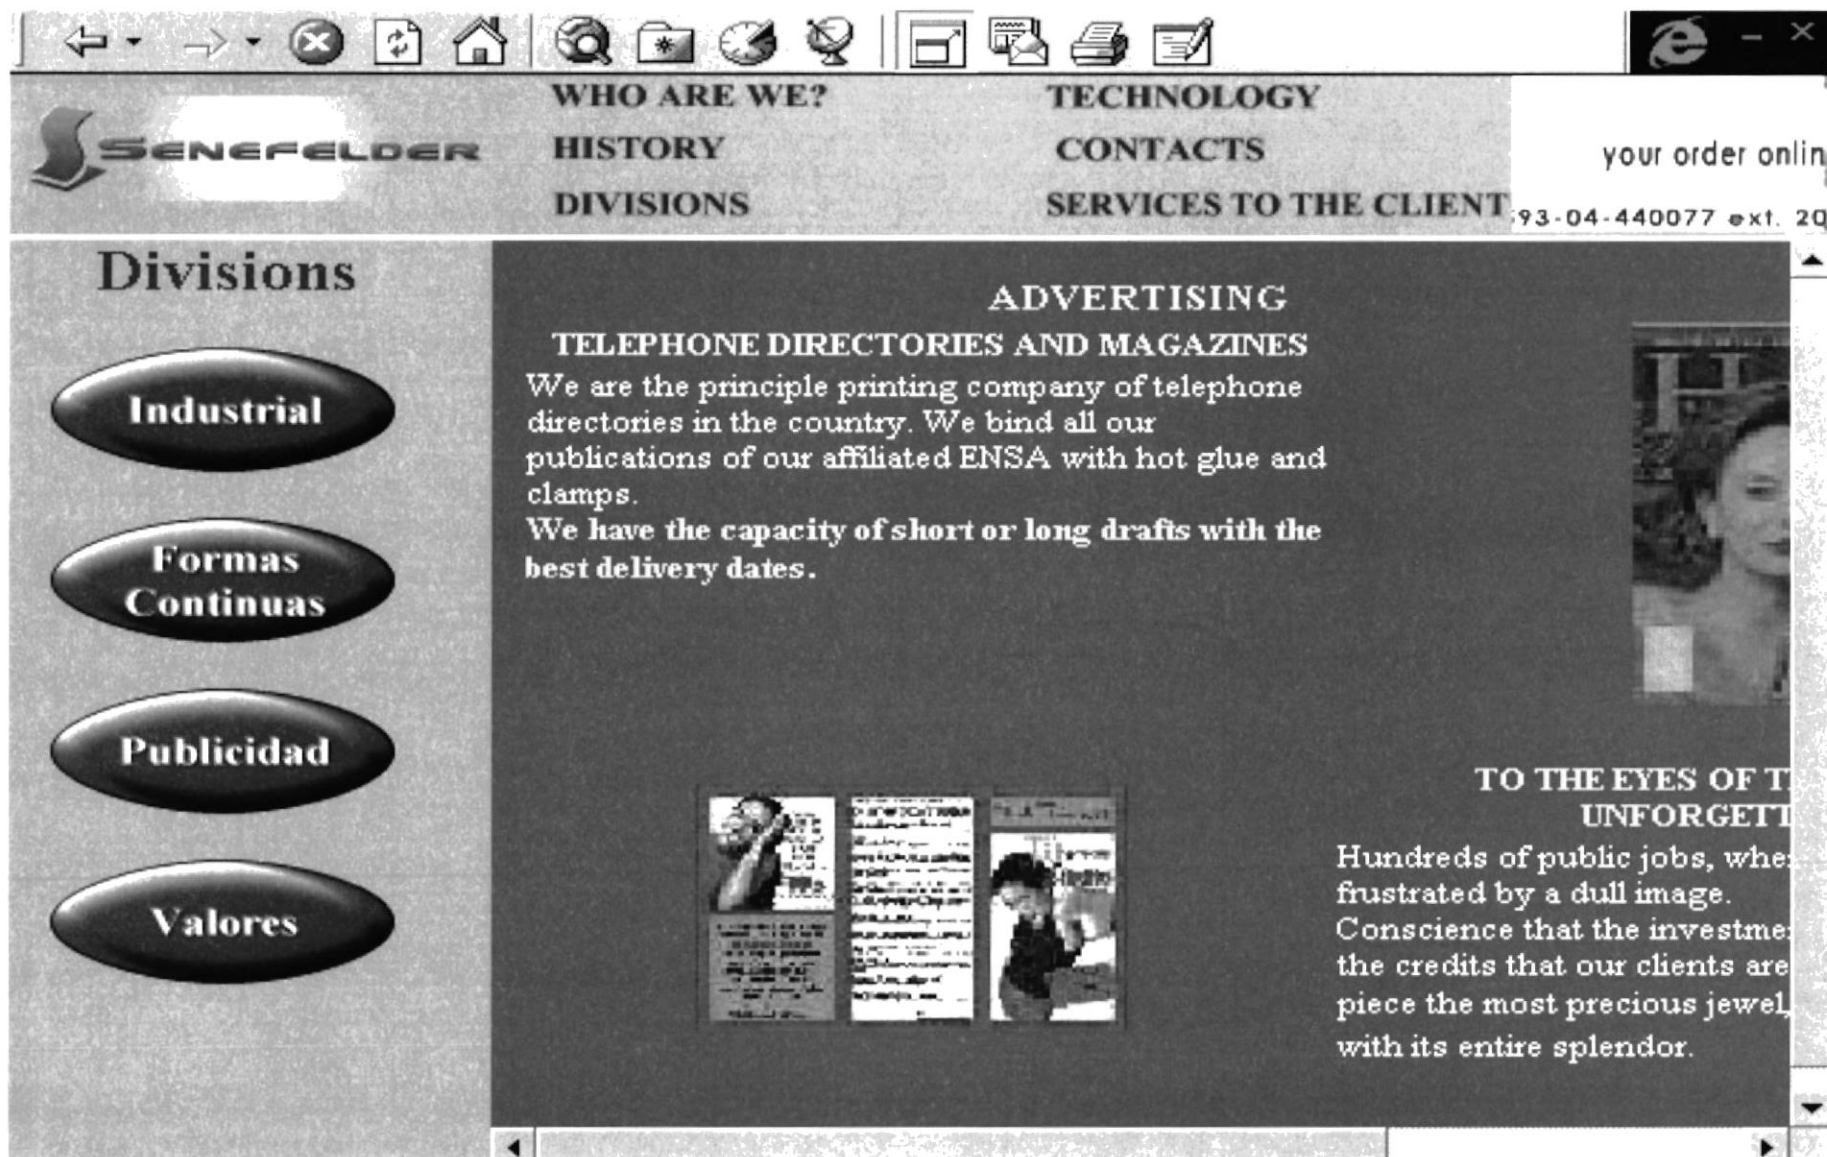 SENEFELDER
WHO ARE WE?
HISTORY
DIVISIONS
TECHNOLOGY
CONTACTS
SERVICES TO THE CLIENT
your order onlin
93-04-440077 ext. 20
Divisions
Industrial
Formas
Continuas
Publicidad
Valores
ADVERTISING
TELEPHONE DIRECTORIES AND MAGAZINES
We are the principle printing company of telephone
directories in the country. We bind all our
publications of our affiliated ENSA with hot glue and
clamps.
We have the capacity of short or long drafts with the
best delivery dates.
TO THE EYES OF T
UNFORGETT
Hundreds of public jobs, whe
frustrated by a dull image.
Conscience that the investme
the credits that our clients are
piece the most precious jewel,
with its entire splendor.